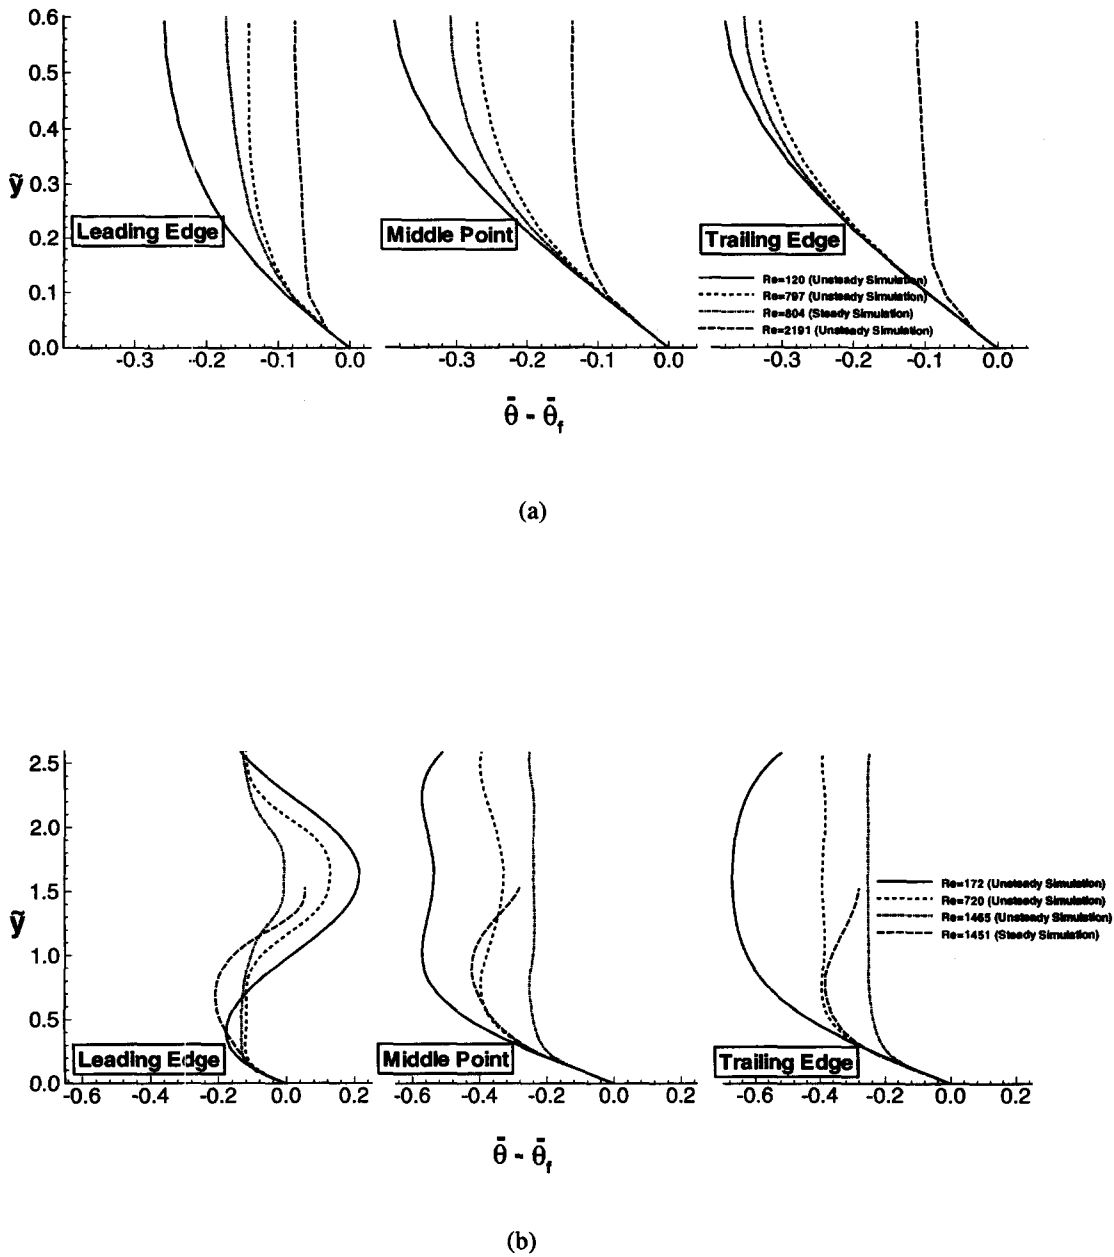 0.6
0.5
0.4
0.3
0.2
0.1
0.0
ỹ
Leading Edge
Middle Point
Trailing Edge
Re=120 (Unsteady Simulation)
Re=797 (Unsteady Simulation)
Re=804 (Steady Simulation)
Re=2191 (Unsteady Simulation)
-0.3 -0.2 -0.1 0.0
-0.3 -0.2 -0.1 0.0
-0.3 -0.2 -0.1 0.0
θ̄ - θ̄f
(a)
2.5
2.0
1.5
1.0
0.5
0.0
ỹ
Re=172 (Unsteady Simulation)
Re=720 (Unsteady Simulation)
Re=1465 (Unsteady Simulation)
Re=1451 (Steady Simulation)
Leading Edge
Middle Point
Trailing Edge
-0.6 -0.4 -0.2 0.0 0.2
-0.6 -0.4 -0.2 0.0 0.2
-0.6 -0.4 -0.2 0.0 0.2
θ̄ - θ̄f
(b)